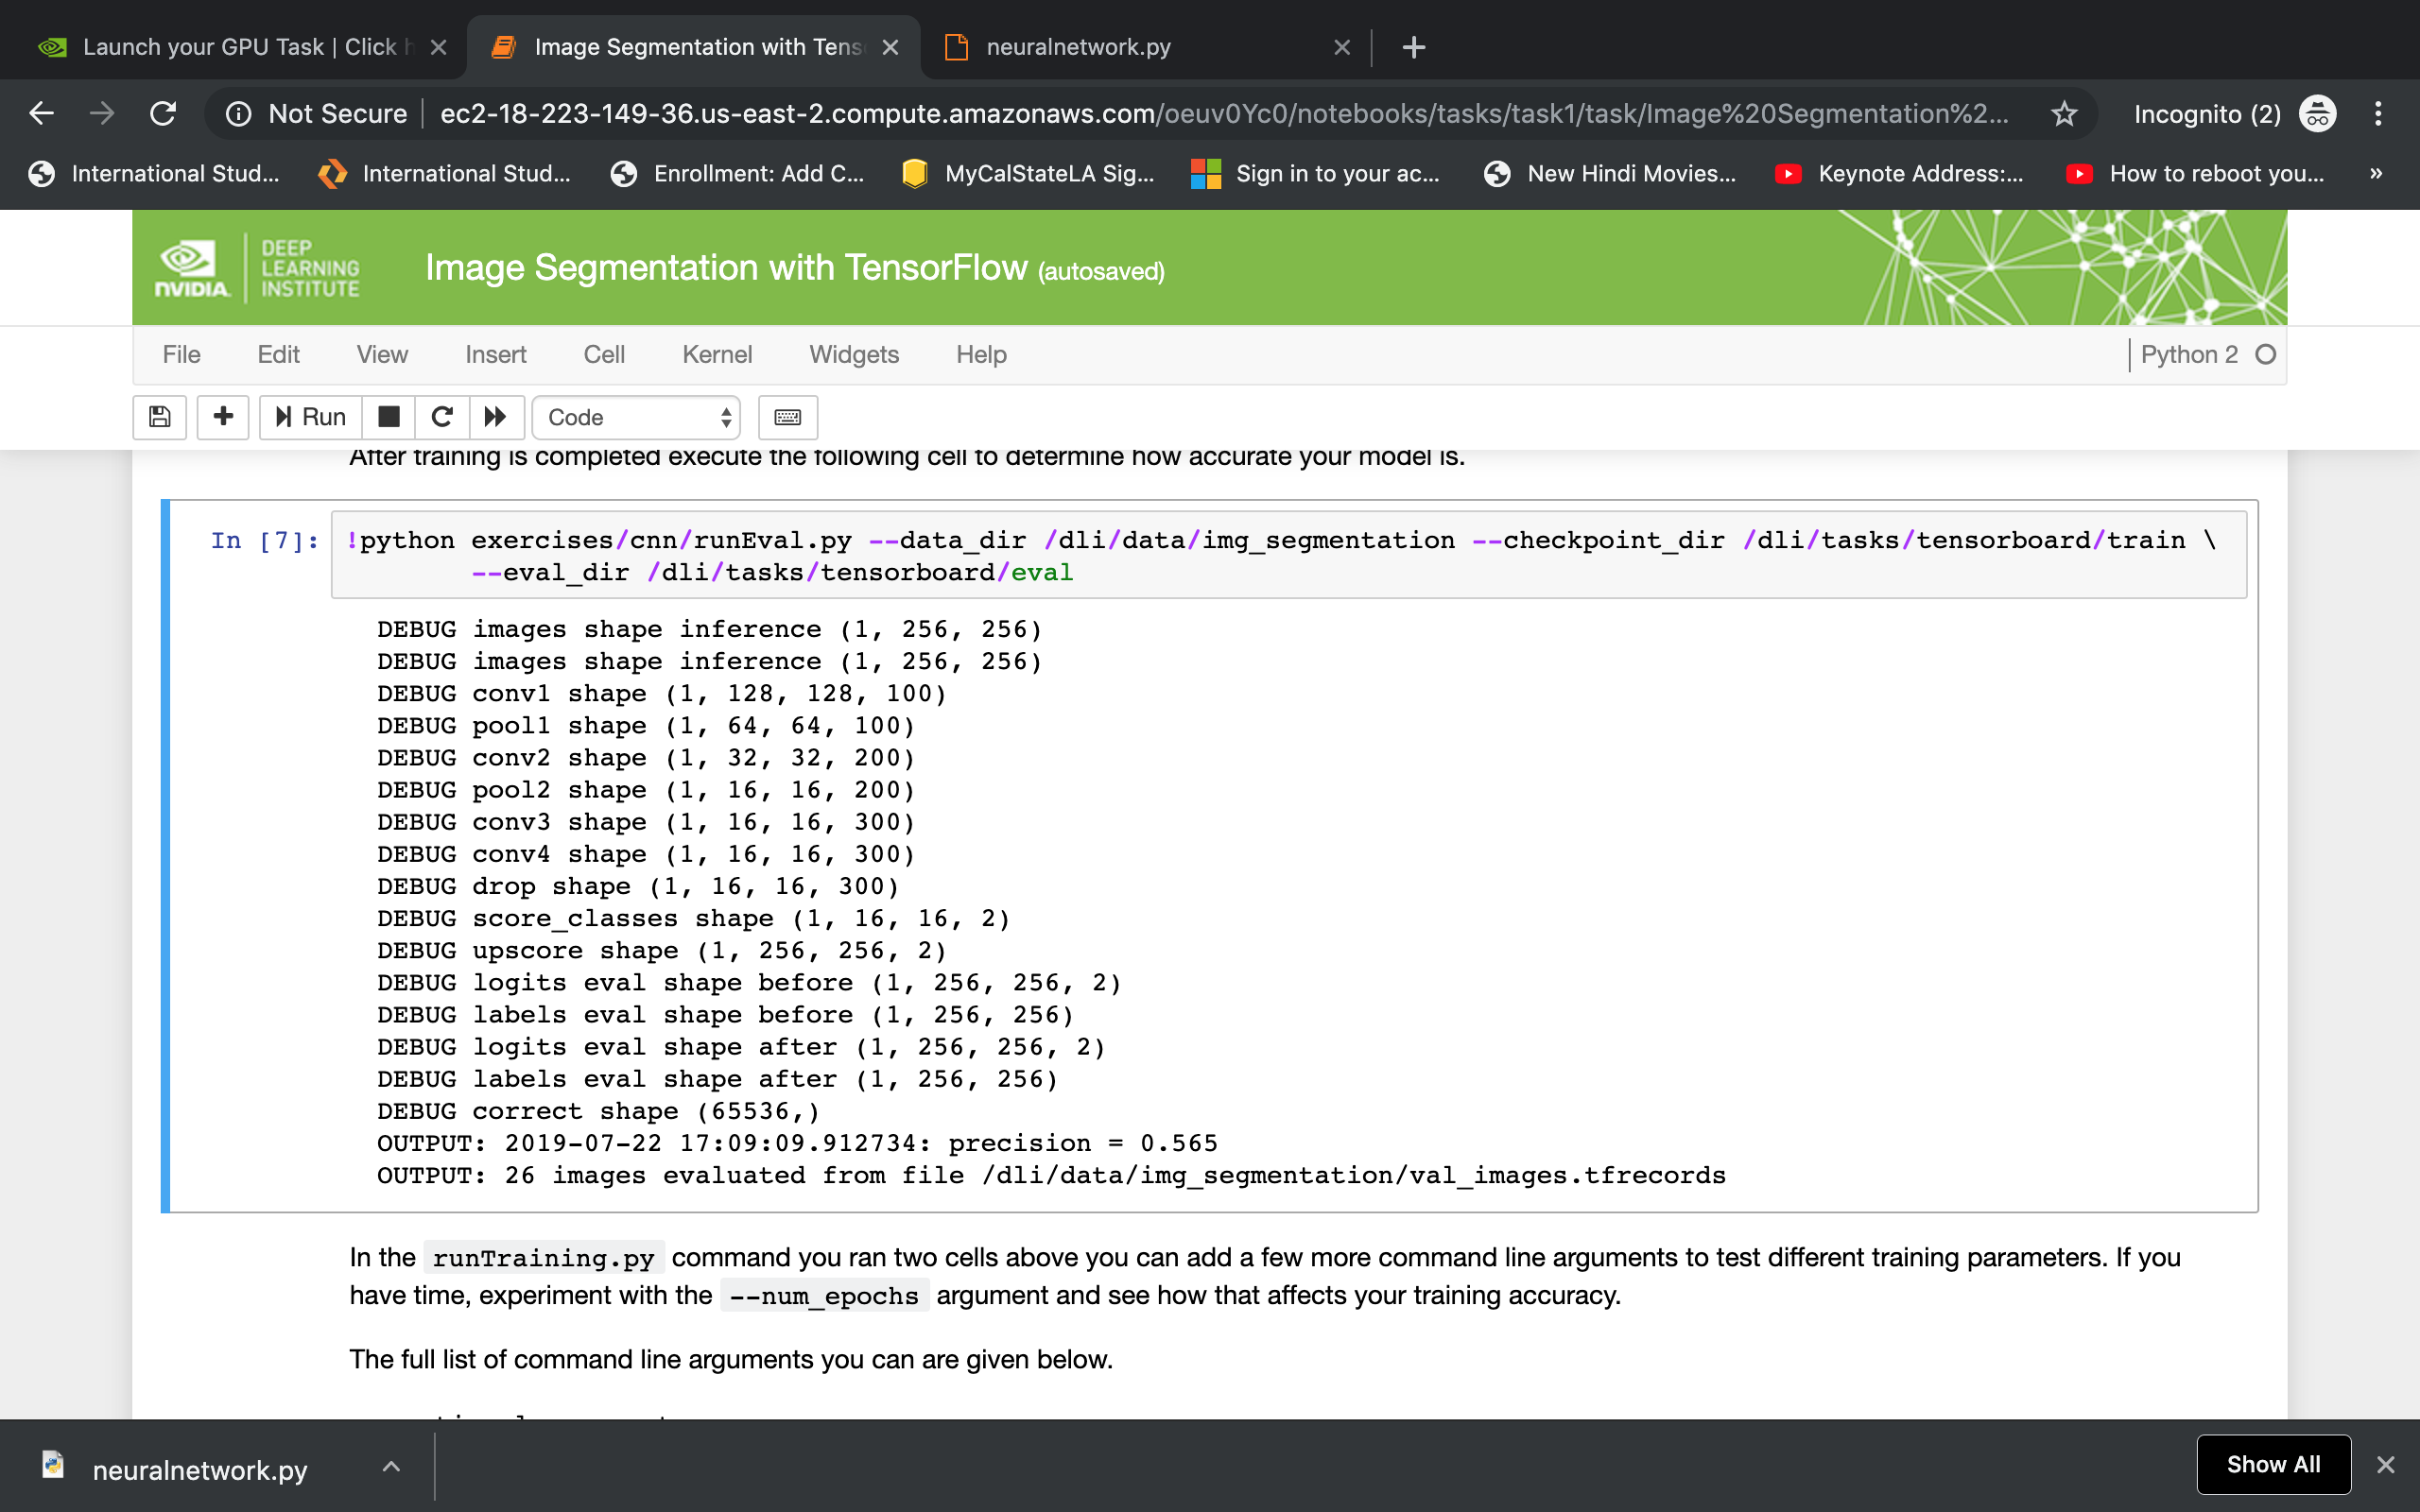 Launch your GPU Task | Click h
Image Segmentation with Tens
neuralnetwork.py
Not Secure
ec2-18-223-149-36.us-east-2.compute.amazonaws.com/oeuv0Yc0/notebooks/tasks/task1/task/Image%20Segmentation%2...
Incognito (2)
International Stud...
International Stud...
Enrollment: Add C...
MyCalStateLA Sig...
Sign in to your ac...
New Hindi Movies...
Keynote Address:...
How to reboot you...
»
NVIDIA
DEEP
LEARNING
INSTITUTE
Image Segmentation with TensorFlow (autosaved)
File Edit View Insert Cell Kernel Widgets Help
Python 2
Run
Code
After training is completed execute the following cell to determine how accurate your model is.
In [7]:
!python exercises/cnn/runEval.py --data_dir /dli/data/img_segmentation --checkpoint_dir /dli/tasks/tensorboard/train \
--eval_dir /dli/tasks/tensorboard/eval
DEBUG images shape inference (1, 256, 256)
DEBUG images shape inference (1, 256, 256)
DEBUG conv1 shape (1, 128, 128, 100)
DEBUG pool1 shape (1, 64, 64, 100)
DEBUG conv2 shape (1, 32, 32, 200)
DEBUG pool2 shape (1, 16, 16, 200)
DEBUG conv3 shape (1, 16, 16, 300)
DEBUG conv4 shape (1, 16, 16, 300)
DEBUG drop shape (1, 16, 16, 300)
DEBUG score_classes shape (1, 16, 16, 2)
DEBUG upscore shape (1, 256, 256, 2)
DEBUG logits eval shape before (1, 256, 256, 2)
DEBUG labels eval shape before (1, 256, 256)
DEBUG logits eval shape after (1, 256, 256, 2)
DEBUG labels eval shape after (1, 256, 256)
DEBUG correct shape (65536,)
OUTPUT: 2019-07-22 17:09:09.912734: precision = 0.565
OUTPUT: 26 images evaluated from file /dli/data/img_segmentation/val_images.tfrecords
In the runTraining.py command you ran two cells above you can add a few more command line arguments to test different training parameters. If you
have time, experiment with the --num_epochs argument and see how that affects your training accuracy.
The full list of command line arguments you can are given below.
neuralnetwork.py
Show All